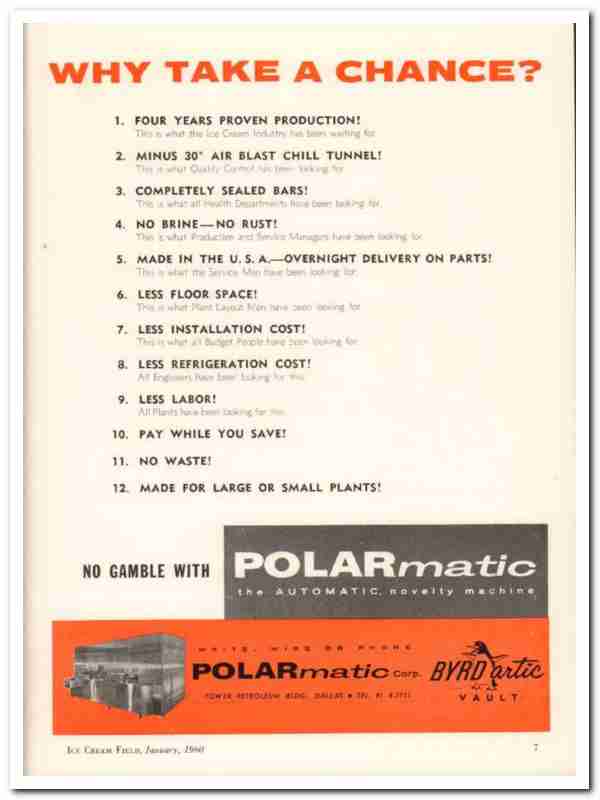 WHY TAKE A CHANCE?
1. FOUR YEARS PROVEN PRODUCTION!
This is what the Ice Cream Industry has been waiting for.
2. MINUS 30° AIR BLAST CHILL TUNNEL!
This is what Quality Control has been looking for.
3. COMPLETELY SEALED BARS!
This is what all Health Departments have been looking for.
4. NO BRINE—NO RUST!
This is what Production and Service Managers have been looking for.
5. MADE IN THE U.S.A.—OVERNIGHT DELIVERY ON PARTS!
This is what the Service Men have been looking for.
6. LESS FLOOR SPACE!
This is what Plant Layout Men have been looking for.
7. LESS INSTALLATION COST!
This is what all Budget People have been looking for.
8. LESS REFRIGERATION COST!
All Engineers have been looking for this.
9. LESS LABOR!
All Plants have been looking for this.
10. PAY WHILE YOU SAVE!
11. NO WASTE!
12. MADE FOR LARGE OR SMALL PLANTS!
NO GAMBLE WITH
POLARmatic
the AUTOMATIC, novelty machine
WRITE, WIRE OR PHONE
POLARmatic Corp.
TOWER PETROLEUM BLDG. DALLAS • TEL. RI
BYRD artic
VAULT
ICE CREAM FIELD, January, 1960
7